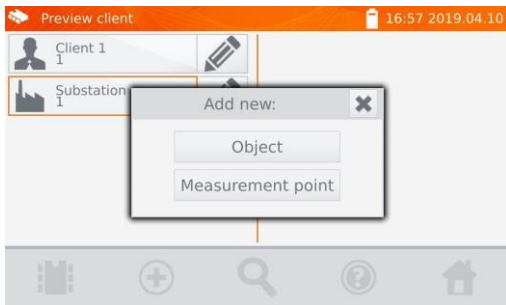 Preview client
16:57 2019.04.10
Client 1
1
Substation
1
Add new:
Object
Measurement point